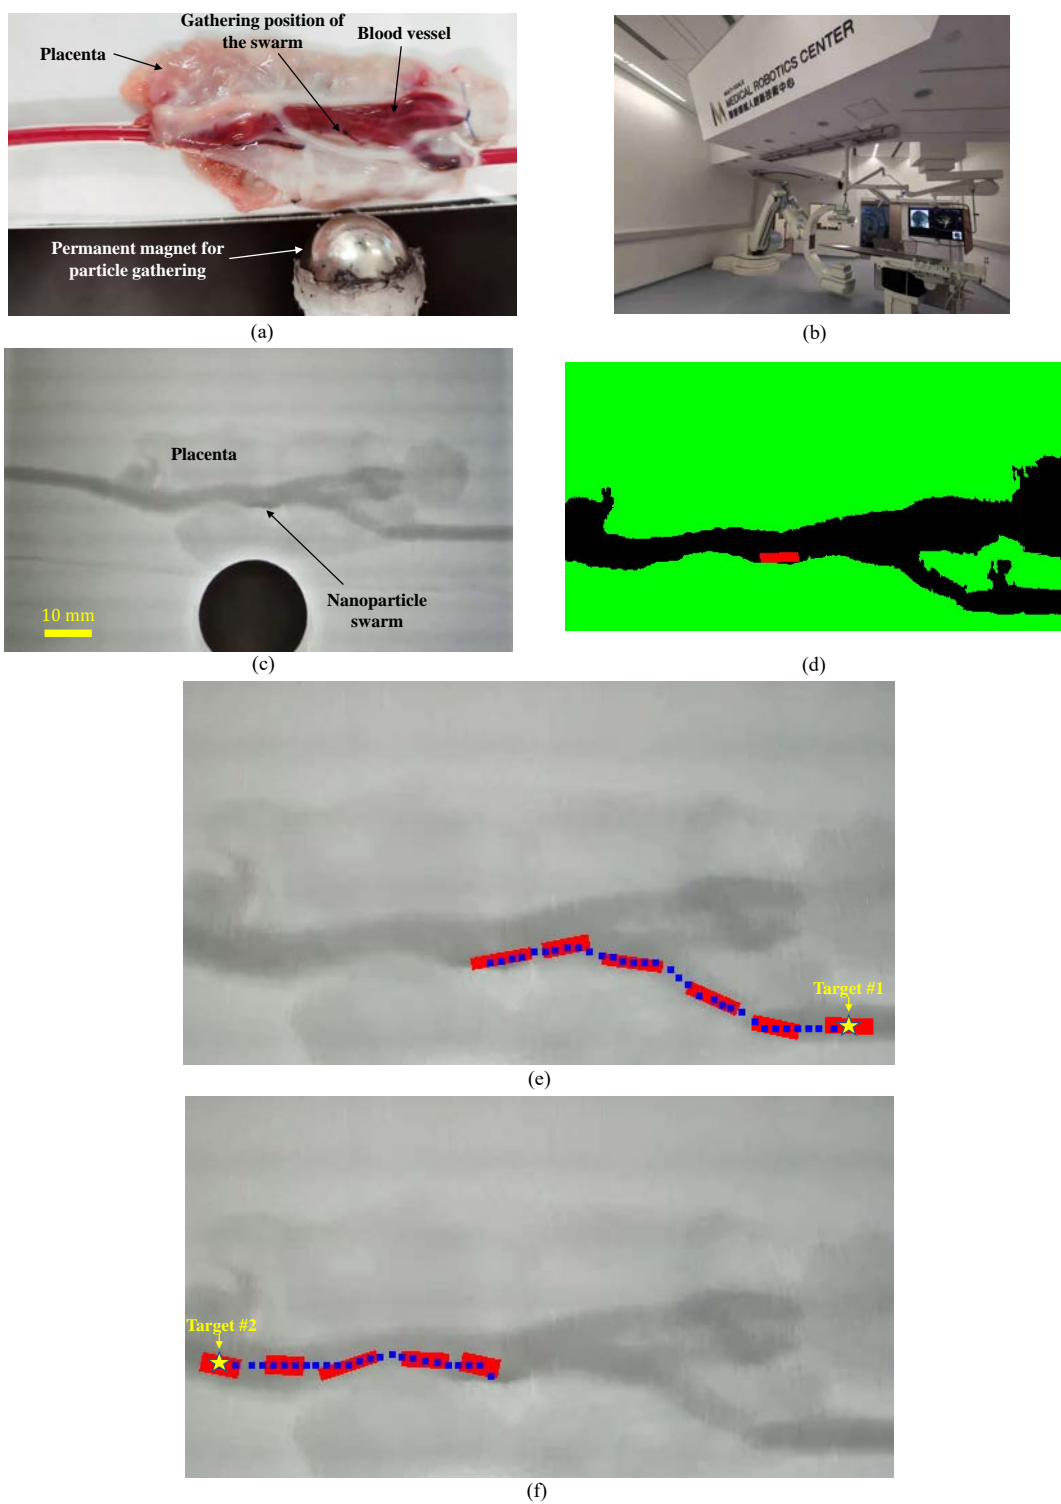 Gathering position of
the swarm
Blood vessel
Placenta
Permanent magnet for
particle gathering
(a)
MEDICAL ROBOTICS CENTER
(b)
Placenta
Nanoparticle
swarm
10 mm
(c)
(d)
Target #1
(e)
Target #2
(f)